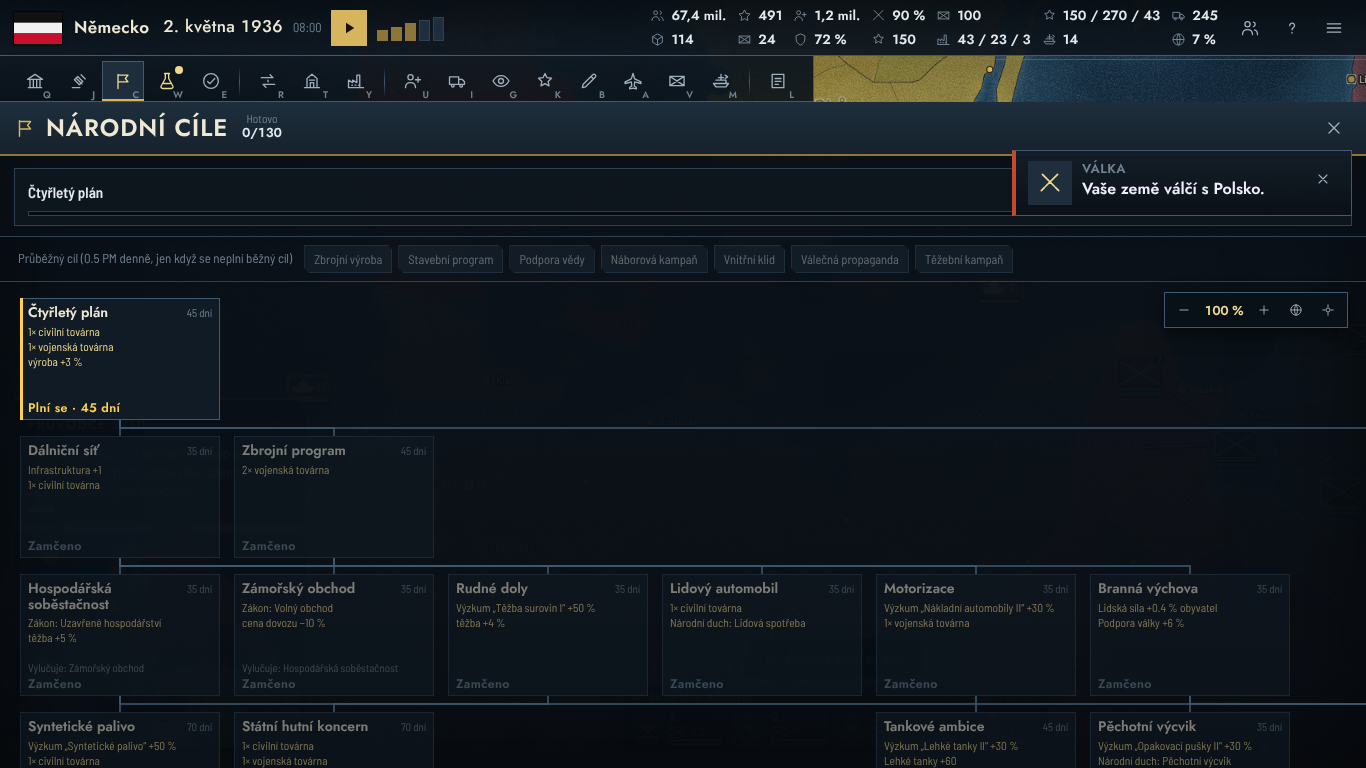 Německo 2. května 1936 08:00
67,4 mil. 491 1,2 mil. 90 % 100 150 / 270 / 43 245
114 24 72 % 150 43 / 23 / 3 14 7 %
Q J C W E R T Y U I G K B A V M L
NÁRODNÍ CÍLE Hotovo 0/130
VÁLKA
Vaše země válčí s Polsko.
Čtyřletý plán
Průběžný cíl (0.5 PM denně, jen když se neplní běžný cíl) Zbrojní výroba Stavební program Podpora vědy Náborová kampaň Vnitřní klid Válečná propaganda Těžební kampaň
100 %
Čtyřletý plán 45 dní
1× civilní továrna
1× vojenská továrna
výroba +3 %
Plní se · 45 dní
Dálniční síť 35 dní
Infrastruktura +1
1× civilní továrna
Zamčeno
Zbrojní program 45 dní
2× vojenská továrna
Zamčeno
Hospodářská soběstačnost 35 dní
Zákon: Uzavřené hospodářství
těžba +5 %
Vylučuje: Zámořský obchod
Zamčeno
Zámořský obchod 35 dní
Zákon: Volný obchod
cena dovozu −10 %
Vylučuje: Hospodářská soběstačnost
Zamčeno
Rudné doly 35 dní
Výzkum „Těžba surovin I" +50 %
těžba +4 %
Zamčeno
Lidový automobil 35 dní
1× civilní továrna
Národní duch: Lidová spotřeba
Zamčeno
Motorizace 35 dní
Výzkum „Nákladní automobily II" +30 %
1× vojenská továrna
Zamčeno
Branná výchova 35 dní
Lidská síla +0.4 % obyvatel
Podpora války +6 %
Zamčeno
Syntetické palivo 70 dní
Výzkum „Syntetické palivo" +50 %
1× civilní továrna
Státní hutní koncern 70 dní
1× civilní továrna
1× vojenská továrna
Tankové ambice 45 dní
Výzkum „Lehké tanky II" +30 %
Lehké tanky +60
Pěchotní výcvik 35 dní
Výzkum „Opakovací pušky II" +30 %
Národní duch: Pěchotní výcvik